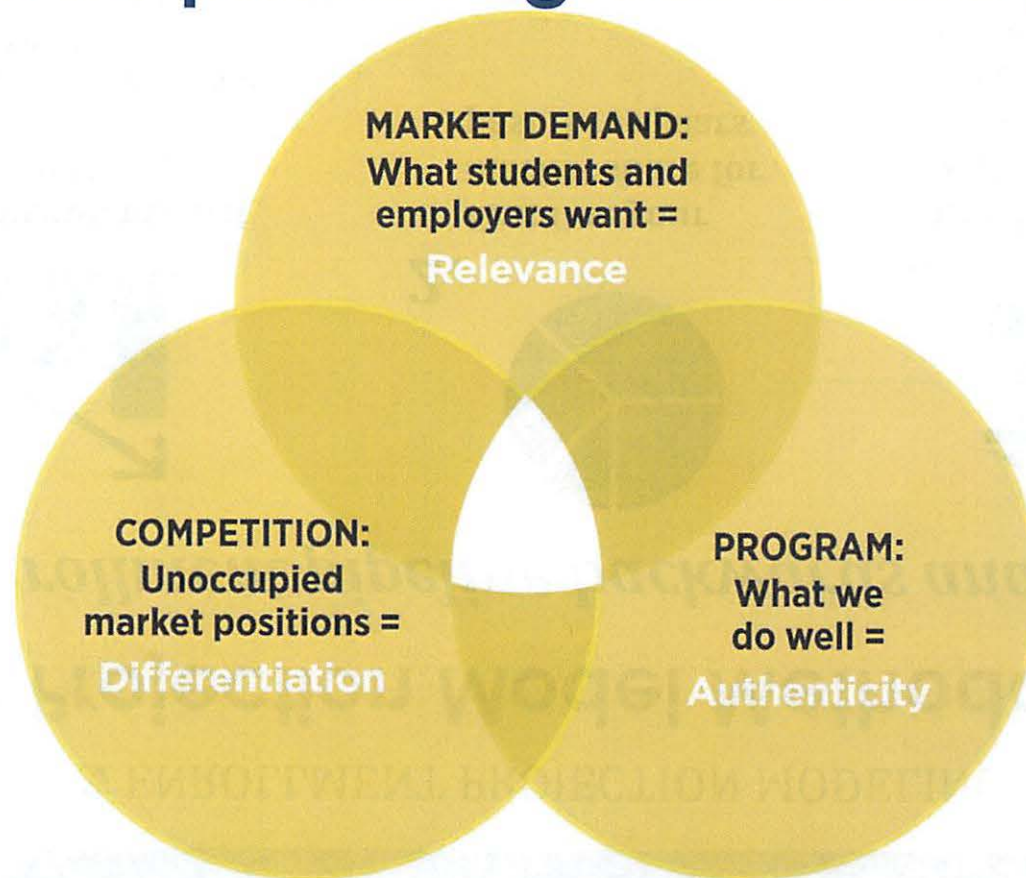 MARKET DEMAND:
What students and
employers want =
Relevance
COMPETITION:
Unoccupied
market positions =
Differentiation
PROGRAM:
What we
do well =
Authenticity